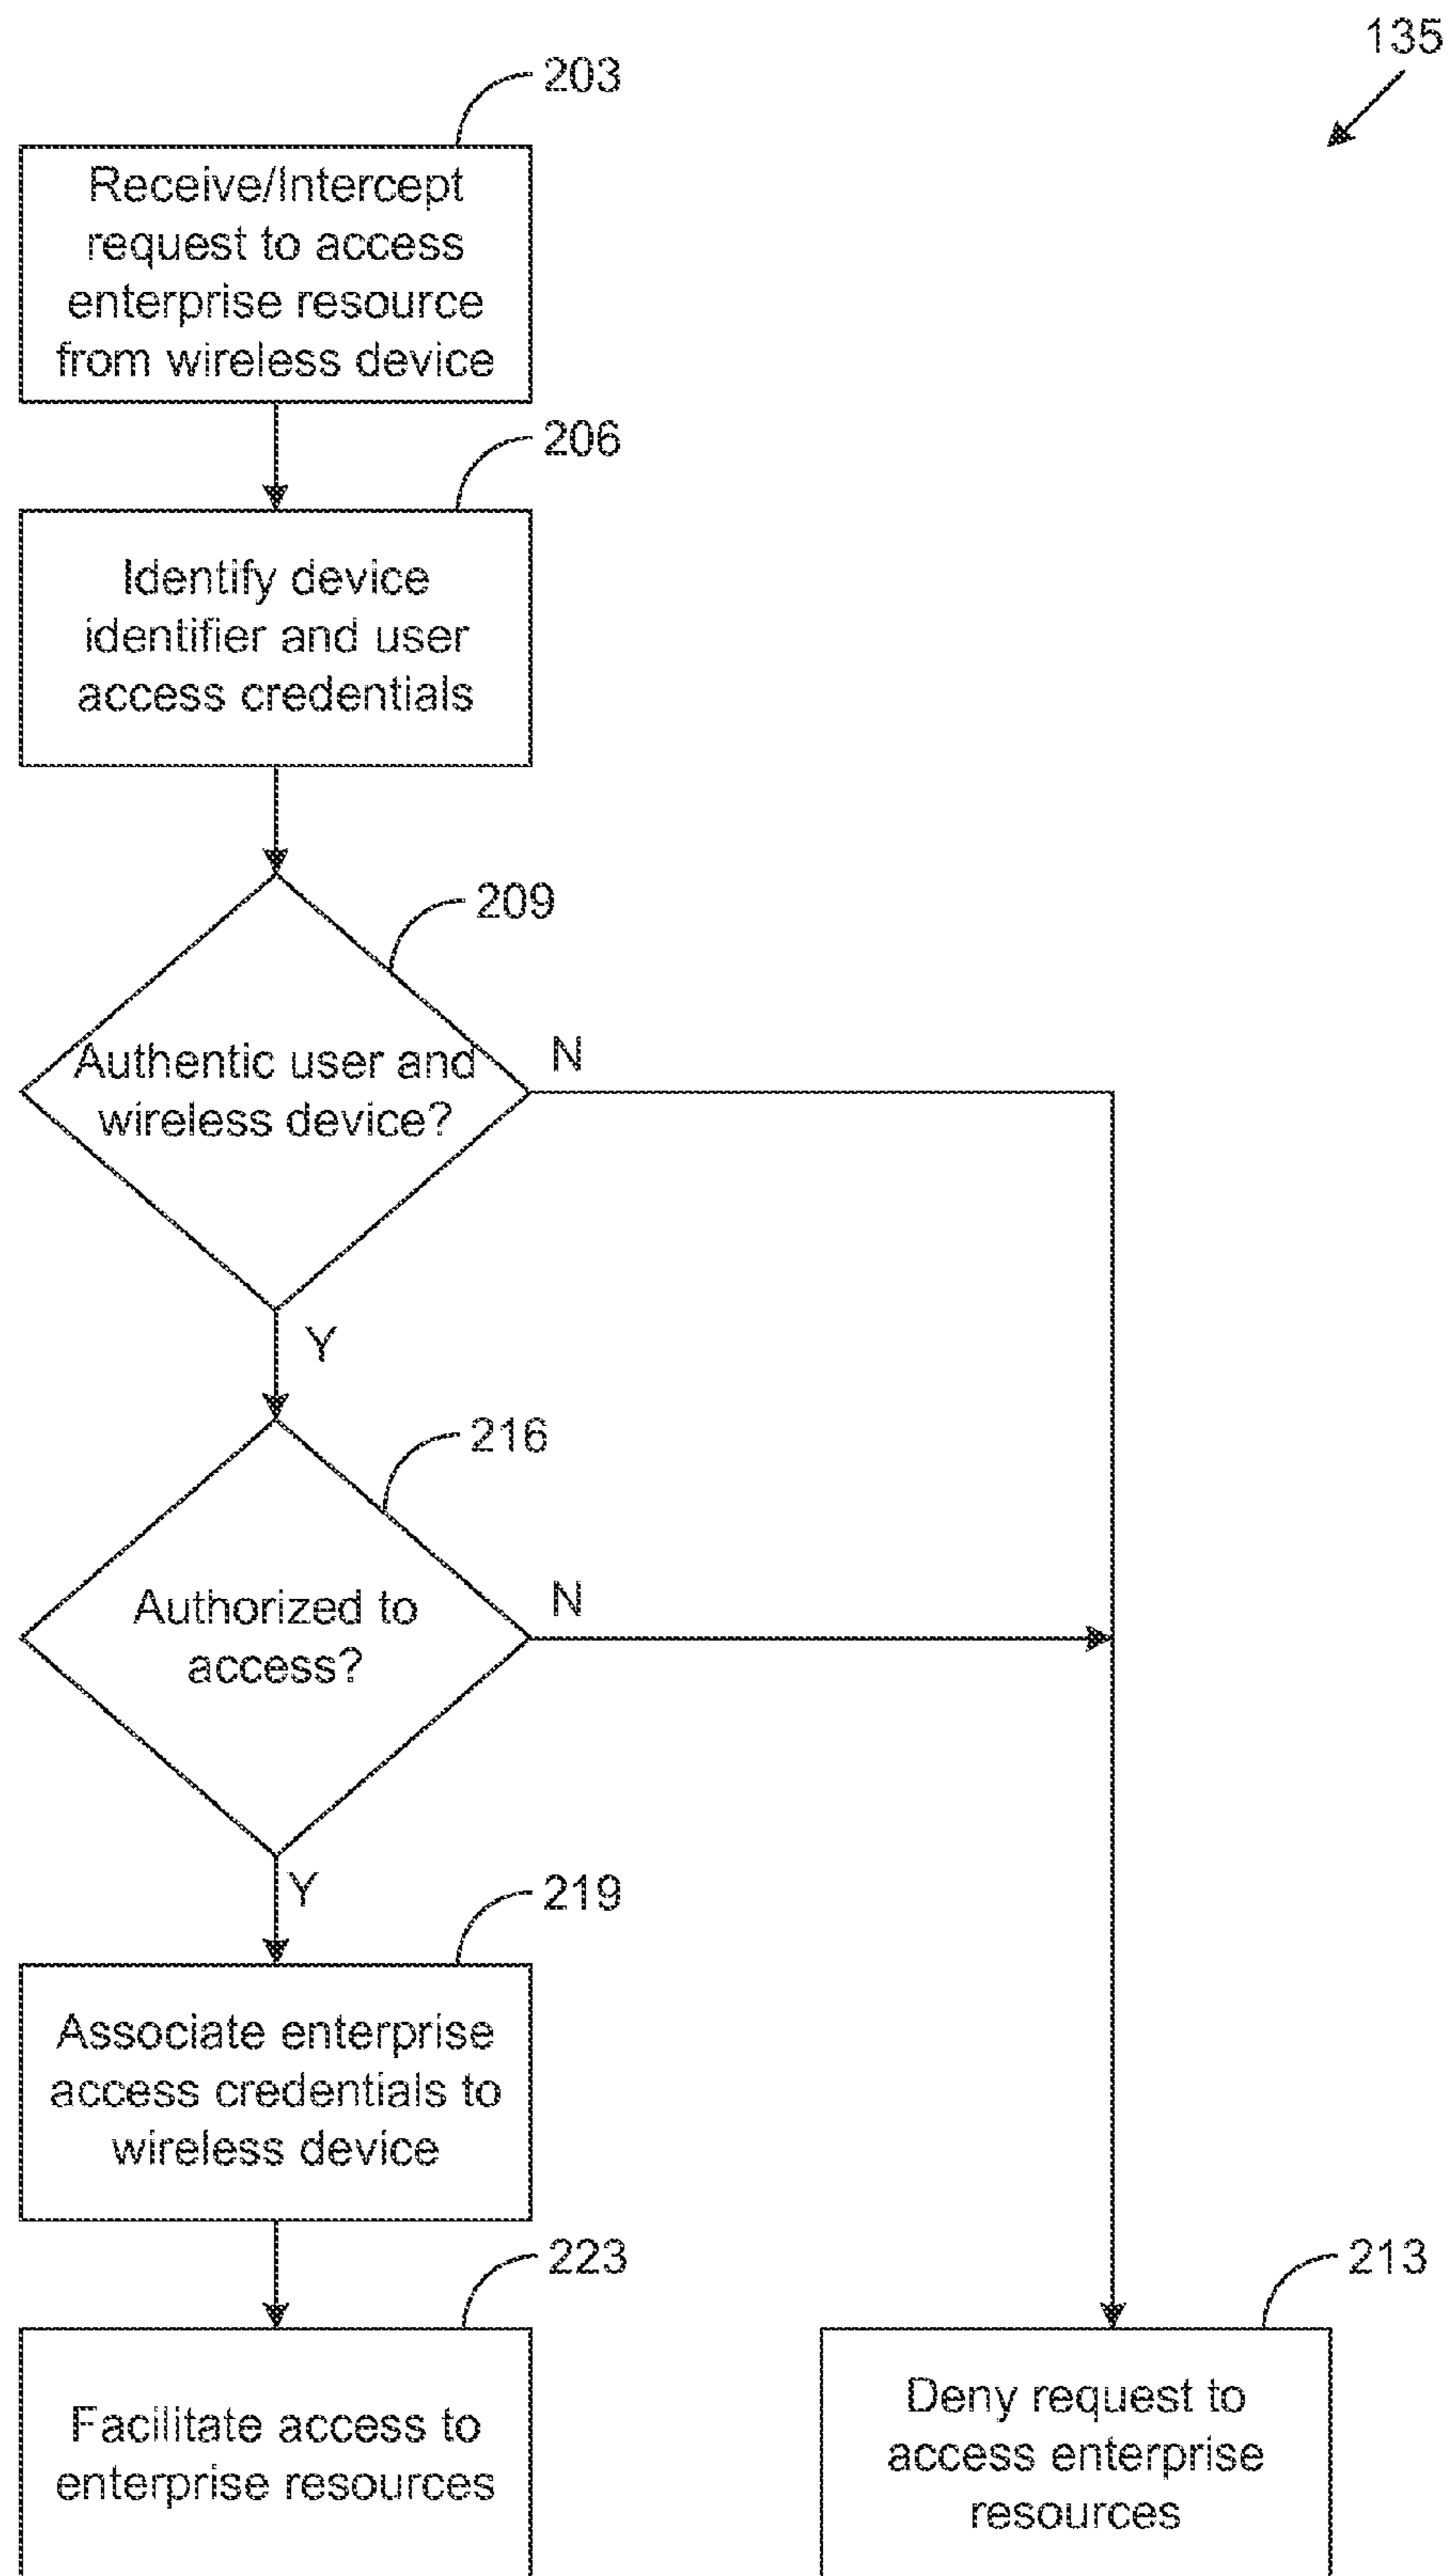 135
203
Receive/Intercept
request to access
enterprise resource
from wireless device
206
Identify device
identifier and user
access credentials
209
Authentic user and
wireless device?
N
Y
216
Authorized to
access?
N
Y
219
Associate enterprise
access credentials to
wireless device
223
Facilitate access to
enterprise resources
213
Deny request to
access enterprise
resources